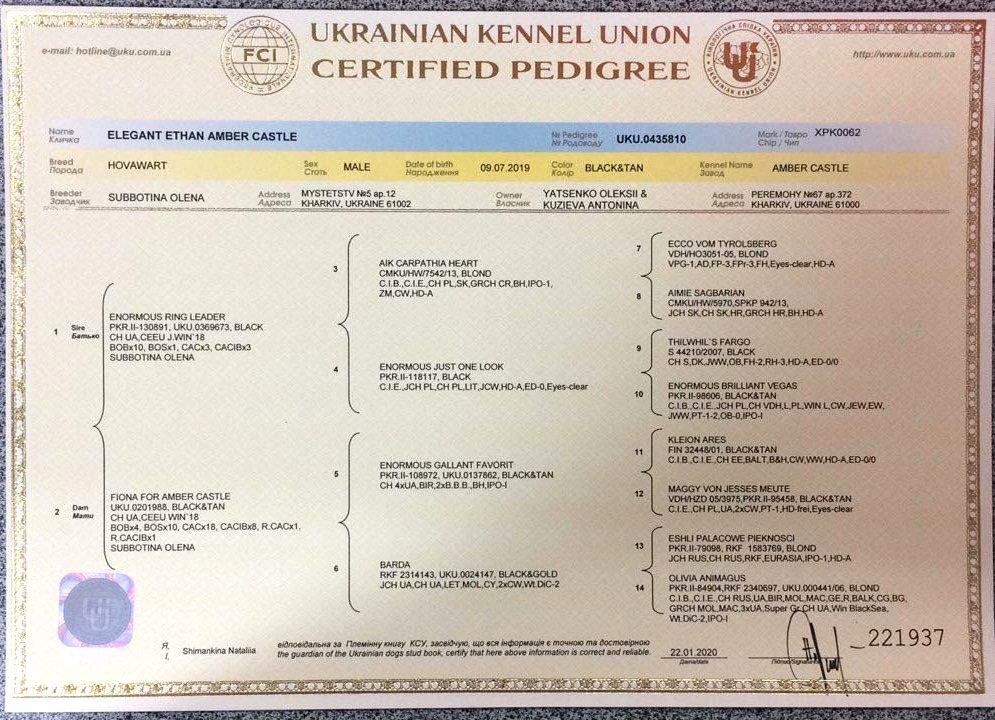 e-mail: hotline@uku.com.ua
FCI
UKRAINIAN KENNEL UNION
CERTIFIED PEDIGREE
КІНОЛОГІЧНА СПІЛКА УКРАЇНИ
UKRAINIAN KENNEL UNION
http://www.uku.com.ua
Name
Кличка
ELEGANT ETHAN AMBER CASTLE
№ Pedigree
№ Родоводу
UKU.0435810
Mark / Тавро
Chip / Чип
XPK0062
Breed
Порода
HOVAWART
Sex
Стать
MALE
Date of birth
Народження
09.07.2019
Color
Колір
BLACK&TAN
Kennel Name
Завод
AMBER CASTLE
Breeder
Заводчик
SUBBOTINA OLENA
Address
Адреса
MYSTETSTV №5 ap.12
KHARKIV, UKRAINE 61002
Owner
Власник
YATSENKO OLEKSII &
KUZIEVA ANTONINA
Address
Адреса
PEREMOHY №67 ap.372
KHARKIV, UKRAINE 61000
1
Sire
Батько
ENORMOUS RING LEADER
PKR.II-130891, UKU.0369673, BLACK
CH UA,CEEU J.WIN`18
BOBx10, BOSx1, CACx3, CACIBx3
SUBBOTINA OLENA
2
Dam
Мати
FIONA FOR AMBER CASTLE
UKU.0201988, BLACK&TAN
CH UA,CEEU WIN`18
BOBx4, BOSx10, CACx18, CACIBx8, R.CACx1,
R.CACIBx1
SUBBOTINA OLENA
3
AIK CARPATHIA HEART
CMKU/HW/7542/13, BLOND
C.I.B.,C.I.E.,CH PL,SK,GRCH CR,BH,IPO-1,
ZM,CW,HD-A
4
ENORMOUS JUST ONE LOOK
PKR.II-118117, BLACK
C.I.E.,JCH PL,CH PL,LIT,JCW,HD-A,ED-0,Eyes-clear
5
ENORMOUS GALLANT FAVORIT
PKR.II-108972, UKU.0137862, BLACK&TAN
CH 4xUA,BIR,2xB.B.B.,BH,IPO-I
6
BARDA
RKF 2314143, UKU.0024147, BLACK&GOLD
JCH UA,CH UA,LET,MOL,CY,2xCW,Wt.DiC-2
7
ECCO VOM TYROLSBERG
VDH/HO3051-05, BLOND
VPG-1,AD,FP-3,FPr-3,FH,Eyes-clear,HD-A
8
AIMIE SAGBARIAN
CMKU/HW/5970,SPKP 942/13,
JCH SK,CH SK,HR,GRCH HR,BH,HD-A
9
THILWHIL`S FARGO
S 44210/2007, BLACK
CH S,DK,JWW,OB,FH-2,RH-3,HD-A,ED-0/0
10
ENORMOUS BRILLIANT VEGAS
PKR.II-98606, BLACK&TAN
C.I.B.,C.I.E.,JCH PL,CH VDH,L,PL,WIN L,CW,JEW,EW,
JWW,PT-1-2,OB-0,IPO-I
11
KLEION ARES
FIN 32448/01, BLACK&TAN
C.I.B.,C.I.E.,CH EE,BALT,B&H,CW,WW,HD-A,ED-0/0
12
MAGGY VON JESSES MEUTE
VDH/HZD 05/3975,PKR.II-95458, BLACK&TAN
C.I.E.,CH PL,UA,2xCW,PT-1,HD-frei,Eyes-clear
13
ESHLI PALACOWE PIEKNOSCI
PKR.II-79098, RKF 1583769, BLOND
JCH RUS,CH RUS,RKF,EURASIA,IPO-1,HD-A
14
OLIVIA ANIMAGUS
PKR.II-84904,RKF 2340697, UKU.000441/06, BLOND
C.I.B.,C.I.E.,CH RUS,UA,BIR,MOL,MAC,GE,R,BALK,CG,BG,
GRCH MOL,MAC,3xUA,Super Gr.CH UA,Win BlackSea,
Wt.DiC-2,IPO-I
Я,
I,
Shimankina Nataliia
відповідальна за Племінну книгу КСУ, засвідчую, що вся інформація є точною та достовірною
the guardian of the Ukrainian dogs stud book, certify that here above information is correct and reliable.
22.01.2020
Дата/date
Підпис/Signature
221937